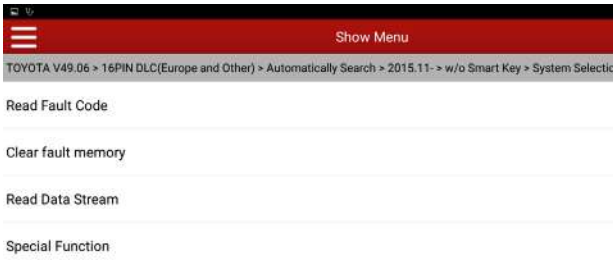 Show Menu
TOYOTA V49.06 > 16PIN DLC(Europe and Other) > Automatically Search > 2015.11- > w/o Smart Key > System Selectio
Read Fault Code
Clear fault memory
Read Data Stream
Special Function